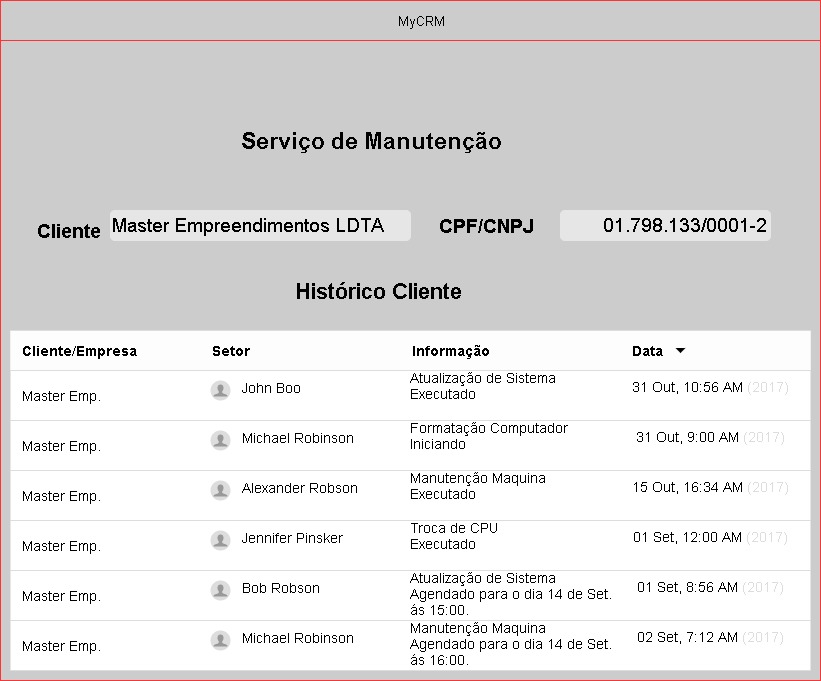 MyCRM
Serviço de Manutenção
Cliente Master Empreendimentos LDTA CPF/CNPJ 01.798.133/0001-2
Histórico Cliente
Cliente/Empresa Setor Informação Data
Master Emp. John Boo Atualização de Sistema 31 Out, 10:56 AM (2017)
Executado
Master Emp. Michael Robinson Formatação Computador 31 Out, 9:00 AM (2017)
Iniciando
Master Emp. Alexander Robson Manutenção Maquina 15 Out, 16:34 AM (2017)
Executado
Master Emp. Jennifer Pinsker Troca de CPU 01 Set, 12:00 AM (2017)
Executado
Master Emp. Bob Robson Atualização de Sistema 01 Set, 8:56 AM (2017)
Agendado para o dia 14 de Set.
ás 15:00.
Master Emp. Michael Robinson Manutenção Maquina 02 Set, 7:12 AM (2017)
Agendado para o dia 14 de Set.
ás 16:00.